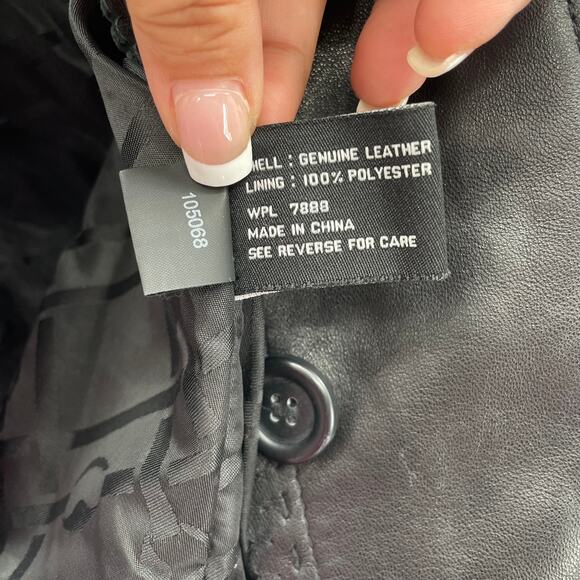 SHELL : GENUINE LEATHER
LINING : 100% POLYESTER
WPL 7888
MADE IN CHINA
SEE REVERSE FOR CARE
105068